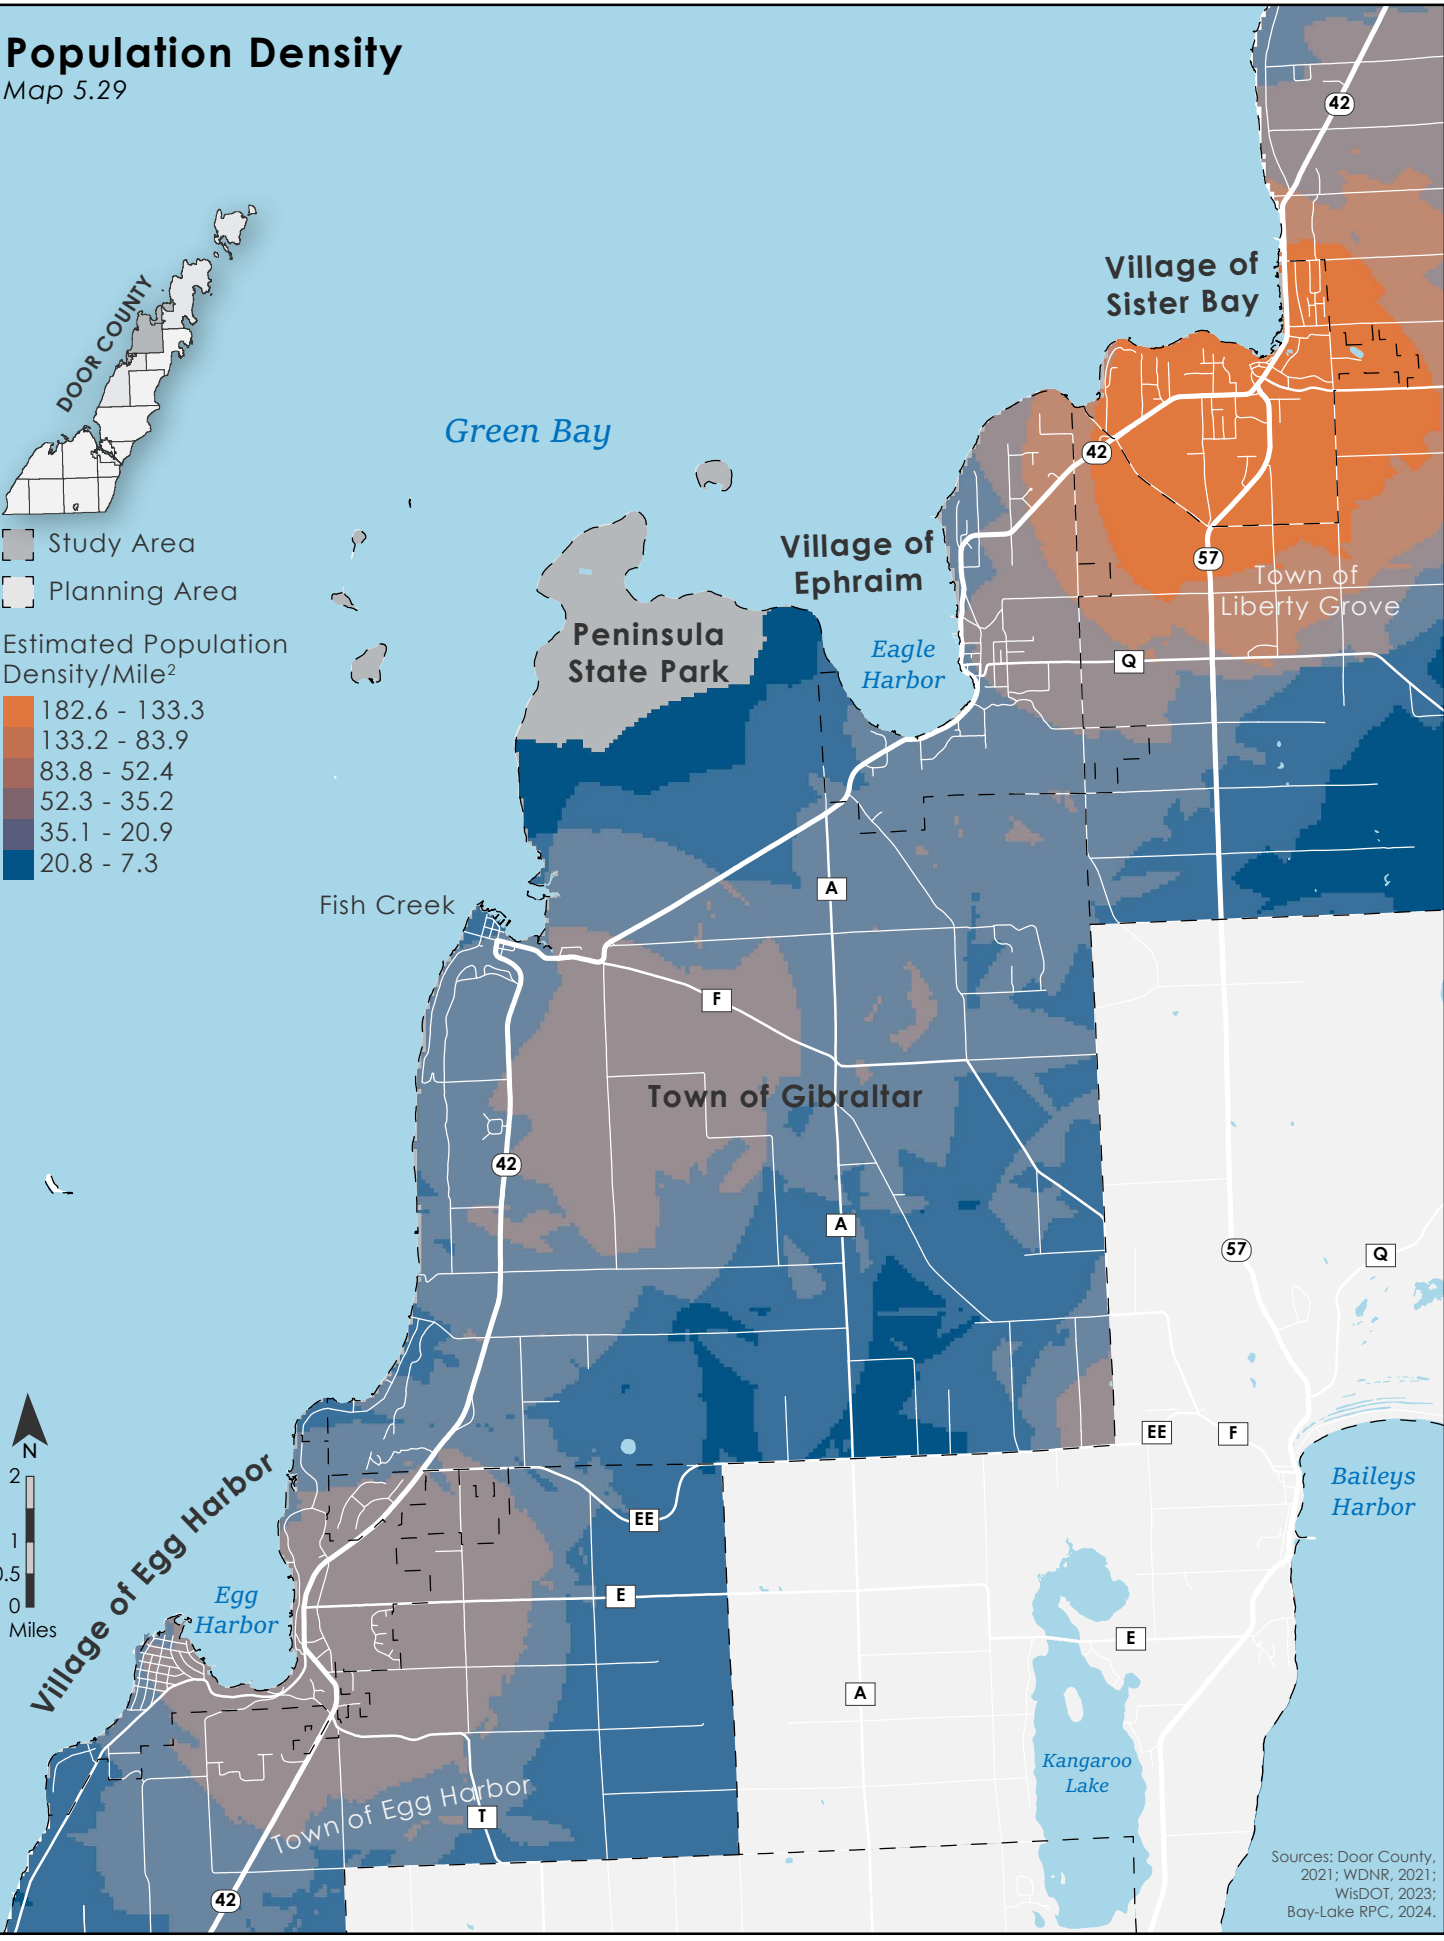 Population Density
Map 5.29
DOOR COUNTY
Study Area
Planning Area
Estimated Population
Density/Mile²
182.6 - 133.3
133.2 - 83.9
83.8 - 52.4
52.3 - 35.2
35.1 - 20.9
20.8 - 7.3
42
Village of
Sister Bay
Green Bay
42
Village of
Ephraim
57
Town of
Liberty Grove
Peninsula
State Park
Eagle
Harbor
Q
A
Fish Creek
F
Town of Gibraltar
42
A
57
Q
N
2
1
0.5
0
Miles
EE
F
Baileys
Harbor
Village of Egg Harbor
EE
Egg
Harbor
E
E
A
Kangaroo
Lake
Town of Egg Harbor
T
42
Sources: Door County,
2021; WDNR, 2021;
WisDOT, 2023;
Bay-Lake RPC, 2024.